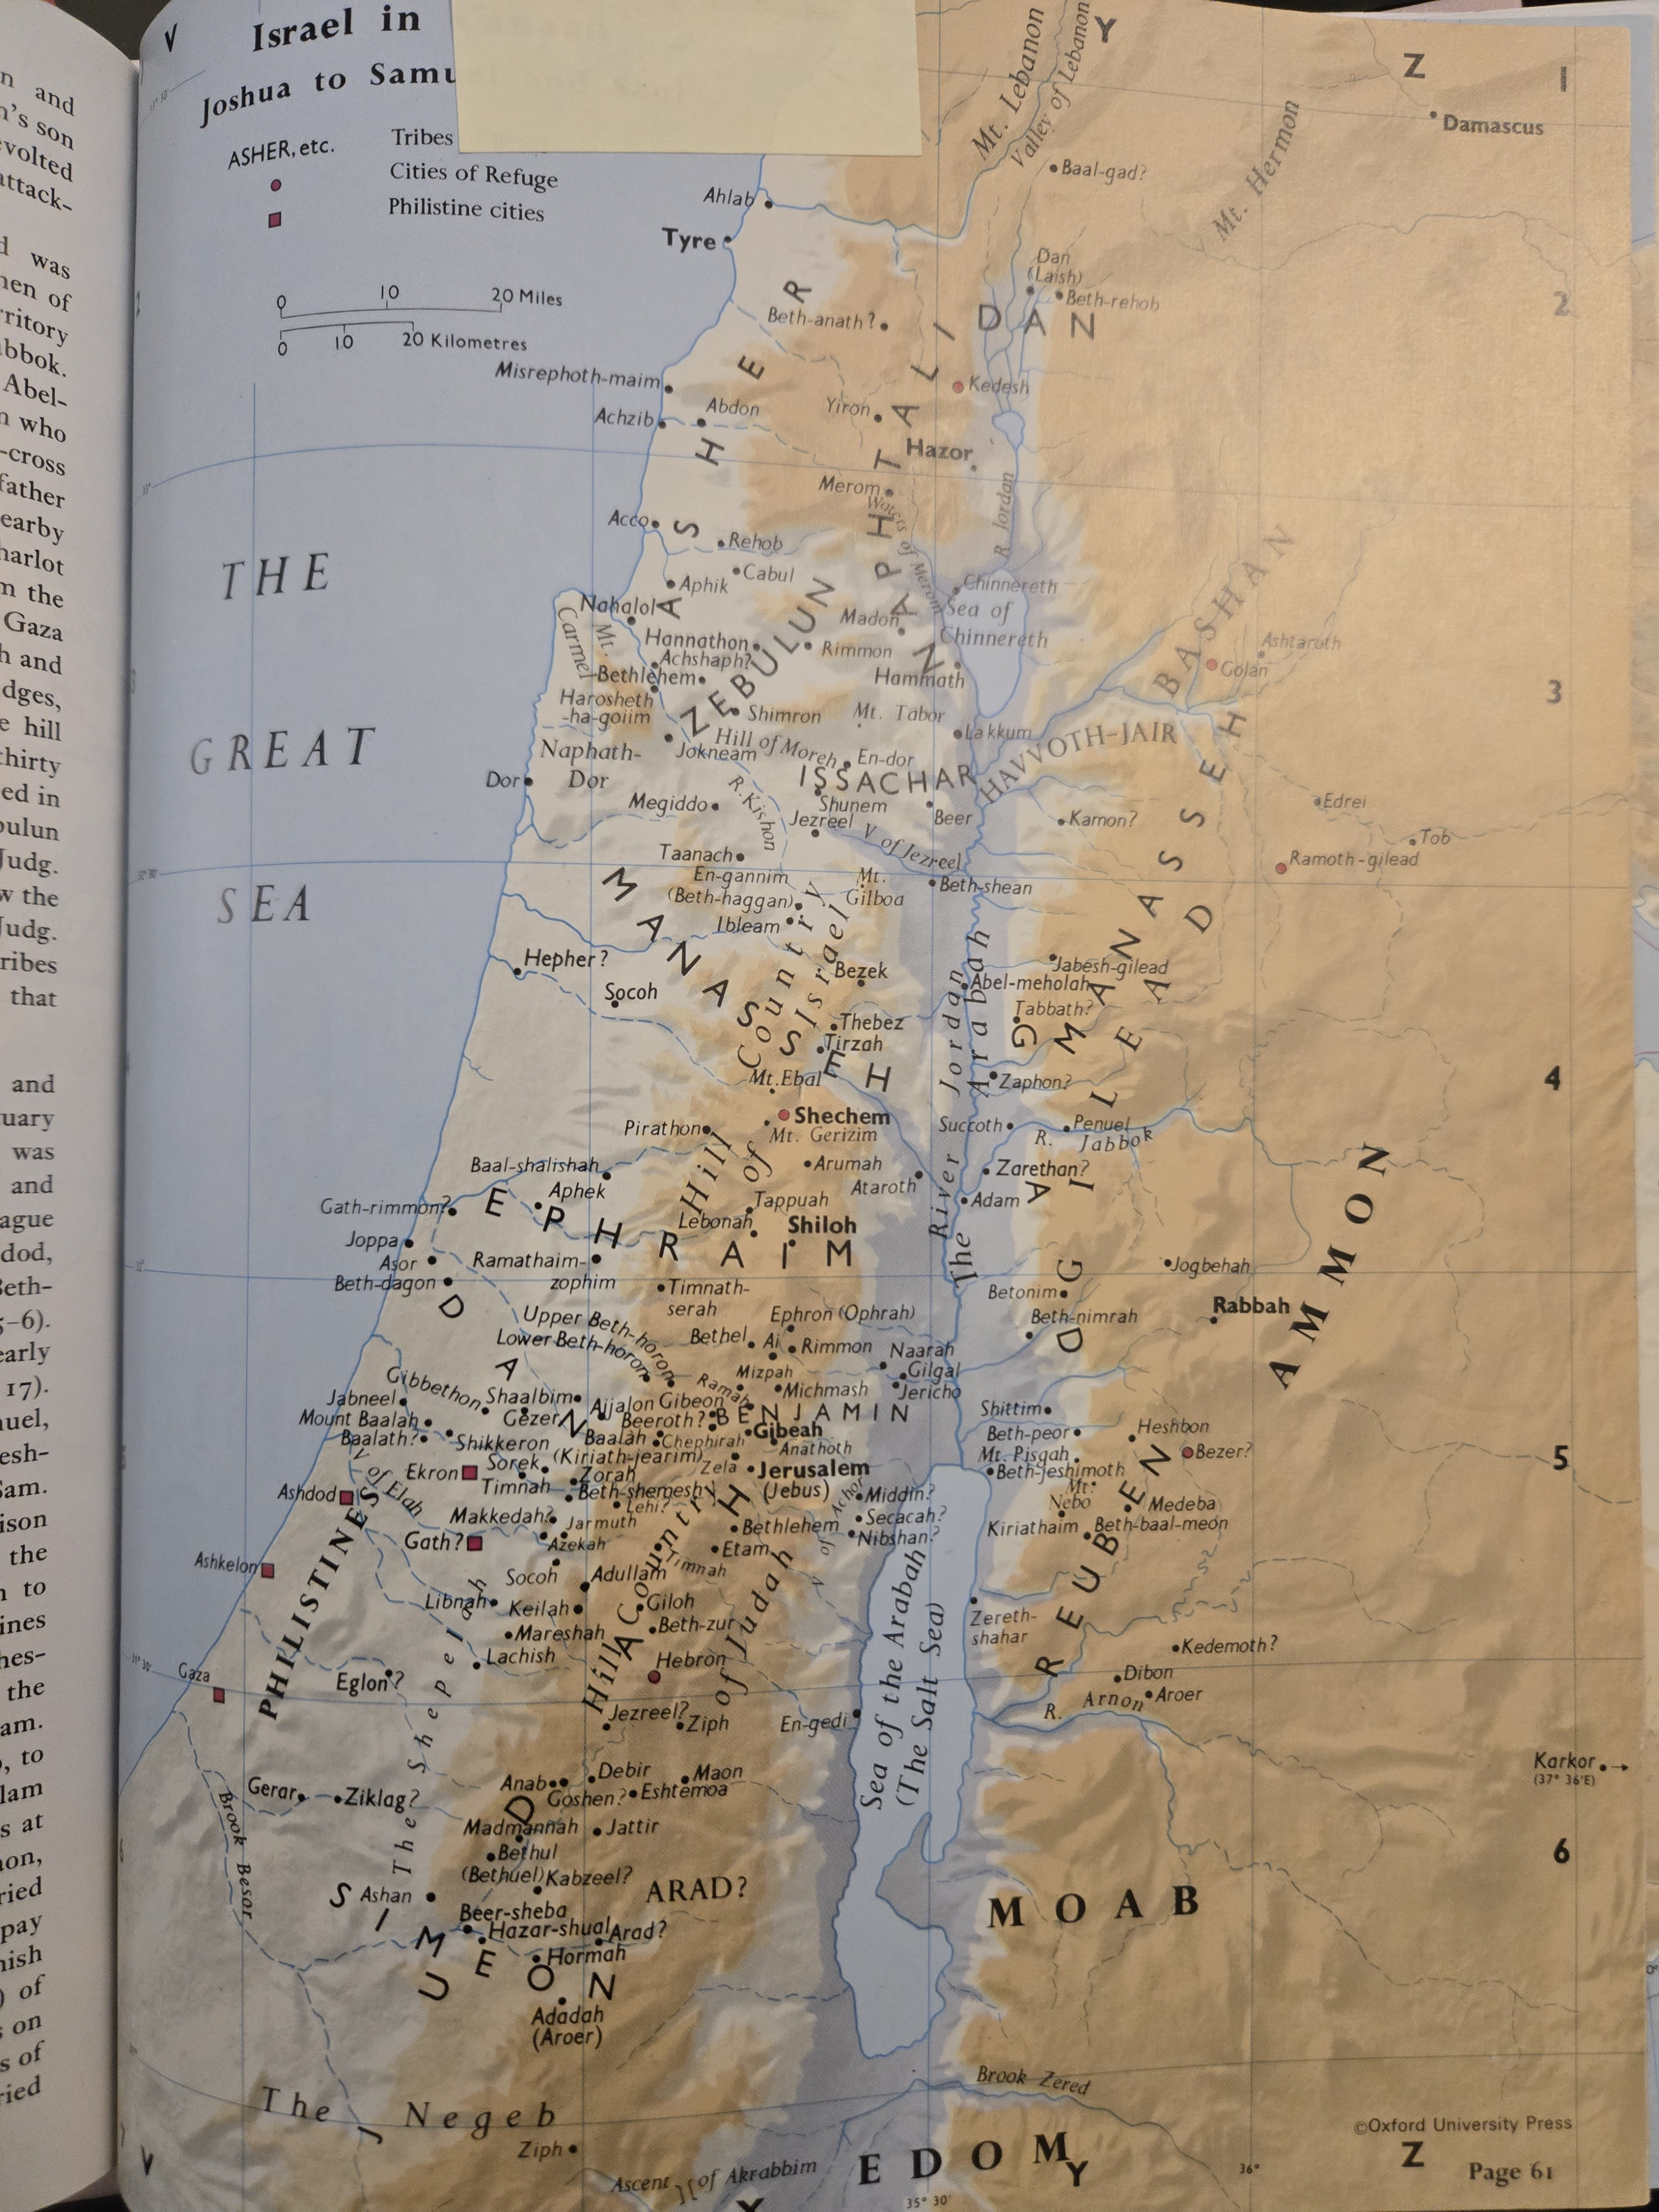 n and
n's son
evolted
attack-
d was
men of
rritory
abbok.
Abel-
n who
-cross
father
earby
harlot
m the
Gaza
h and
dges,
e hill
thirty
ed in
oulun
Judg.
w the
Judg.
ribes
that
and
uary
was
and
ague
dod,
Beth-
5–6).
early
17).
nuel,
esh-
Sam.
ison
the
n to
ines
hes-
the
am.
, to
lam
s at
non,
ried
pay
nish
) of
s on
s of
ried
V
Israel in
Joshua to Samu
ASHER, etc. Tribes
Cities of Refuge
Philistine cities
0 10 20 Miles
0 10 20 Kilometres
Y
Z
1
Mt. Lebanon
Valley of Lebanon
Damascus
Mt. Hermon
Baal-gad?
Ahlab
Tyre
Dan
(Laish)
Beth-rehob
2
DAN
Beth-anath?
ASHER
NAPHTALI
Misrephoth-maim
Kedesh
Achzib
Abdon
Yiron
Hazor
Merom
Waters of Merom
R. Jordan
Acco
Rehob
Cabul
Aphik
Chinnereth
Sea of
Chinnereth
THE
GREAT
SEA
Nahalol
Mt.
Carmel
Hannathon
Madon
Rimmon
Achshaph?
Bethlehem
Hammath
ZEBULUN
BASHAN
Ashtaroth
Golan
3
Harosheth
-ha-goiim
Shimron
Mt. Tabor
Lakkum
Jokneam
Hill of Moreh
En-dor
HAVVOTH-JAIR
Naphath-
Dor
Dor
ISSACHAR
Megiddo
R. Kishon
Shunem
Jezreel
Beer
Kamon?
Edrei
Tob
V of Jezreel
Ramoth-gilead
Taanach
En-gannim
(Beth-haggan)
Mt.
Gilboa
Beth-shean
Ibleam
MANASSEH
MANASSEH
Hill Country
of Israel
Hepher?
Bezek
Jabesh-gilead
Abel-meholah
Socoh
Tabbath?
Thebez
Tirzah
GILEAD
The River Jordan
Arabah
Mt. Ebal
Zaphon?
4
Shechem
Pirathon
Mt. Gerizim
Succoth
Penuel
R. Jabbok
Baal-shalishah
Arumah
Ataroth
Zarethan?
Aphek
Adam
Gath-rimmon?
Tappuah
Lebonah
Shiloh
EPHRAIM
Joppa
Asor
Ramathaim-
zophim
Jogbehah
AMMON
Beth-dagon
Timnath-
serah
Betonim
GAD
Rabbah
DAN
Upper Beth-horon
Lower Beth-horon
Ephron (Ophrah)
Beth-nimrah
Bethel
Ai
Rimmon
Naarah
Gilgal
Mizpah
Gibbethon
Ramah
Michmash
Jericho
Jabneel
Shaalbim
Aijalon
Gibeon
Mount Baalah
Gezer
Beeroth?
BENJAMIN
Shittim
Baalath?
Shikkeron
Baalah
(Kiriath-jearim)
Chephirah
Gibeah
Anathoth
Beth-peor
Heshbon
Mt. Pisgah
Bezer?
5
V of Elah
Ekron
Sorek
Zela
Jerusalem
(Jebus)
Beth-jeshimoth
Timnah
Zorah
Beth-shemesh
Middin?
Mt.
Nebo
Medeba
Ashdod
Lehi?
V of Achor
Makkedah?
Jarmuth
Secacah?
Nibshan?
Kiriathaim
Beth-baal-meon
Gath?
Azekah
Bethlehem
Etam
Timnah
Ashkelon
PHILISTINES
Socoh
Adullam
Libnah
Keilah
Giloh
Zereth-
shahar
REUBEN
Mareshah
Beth-zur
Kedemoth?
Lachish
Hebron
Gaza
Eglon?
JUDAH
Hill Country
of Judah
The Shephelah
Sea of the Arabah
(The Salt Sea)
Dibon
R. Arnon
Aroer
Jezreel?
Ziph
En-gedi
Karkor
(37° 36'E)
Debir
Maon
Anab
Goshen?
Eshtemoa
Gerar
Ziklag?
Brook Besor
Madmannah
Jattir
Bethul
(Bethuel)
Kabzeel?
6
Ashan
ARAD?
MOAB
SIMEON
Beer-sheba
Hazar-shual
Arad?
Hormah
Adadah
(Aroer)
The Negeb
Brook Zered
Ziph
Ascent of Akrabbim
EDOM
©Oxford University Press
V
X
Y
Z
35° 30'
36°
Page 61